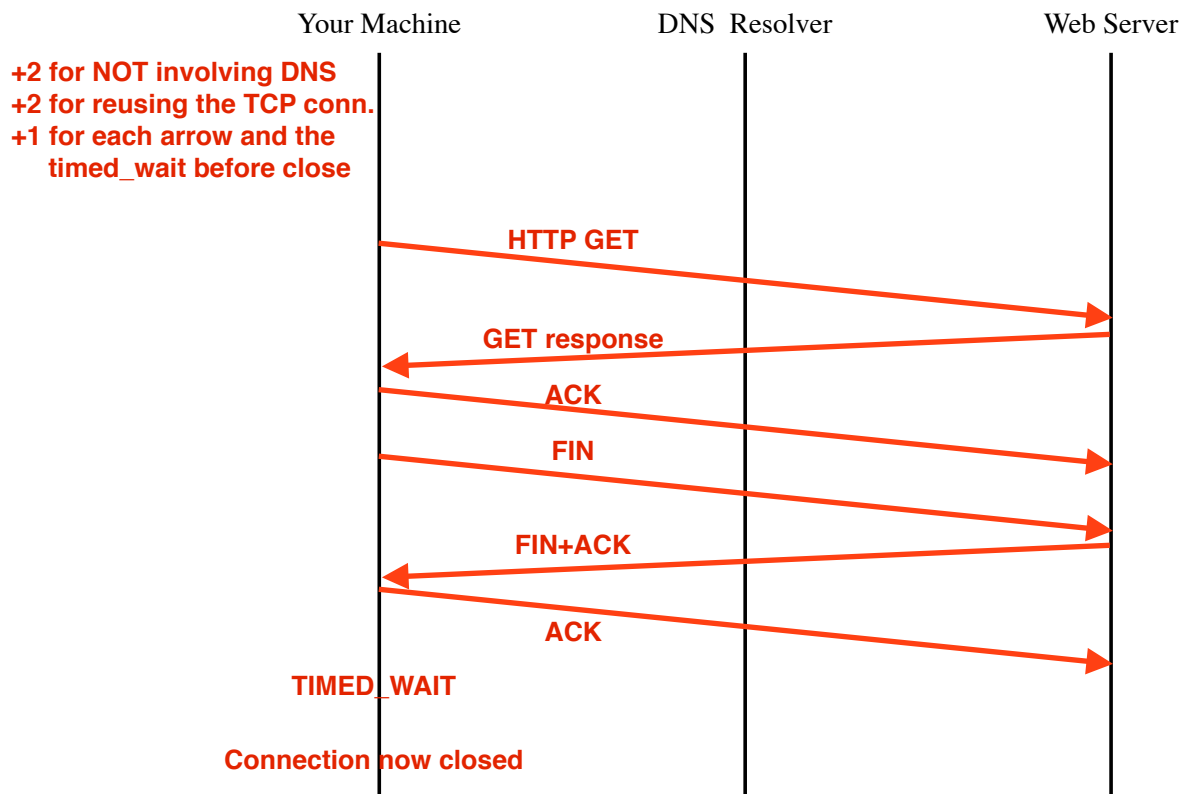 Your Machine
DNS  Resolver
Web Server
+2 for NOT involving DNS
+2 for reusing the TCP conn.
+1 for each arrow and the
timed_wait before close
HTTP GET
GET response
ACK
FIN
FIN+ACK
ACK
TIMED_WAIT
Connection now closed